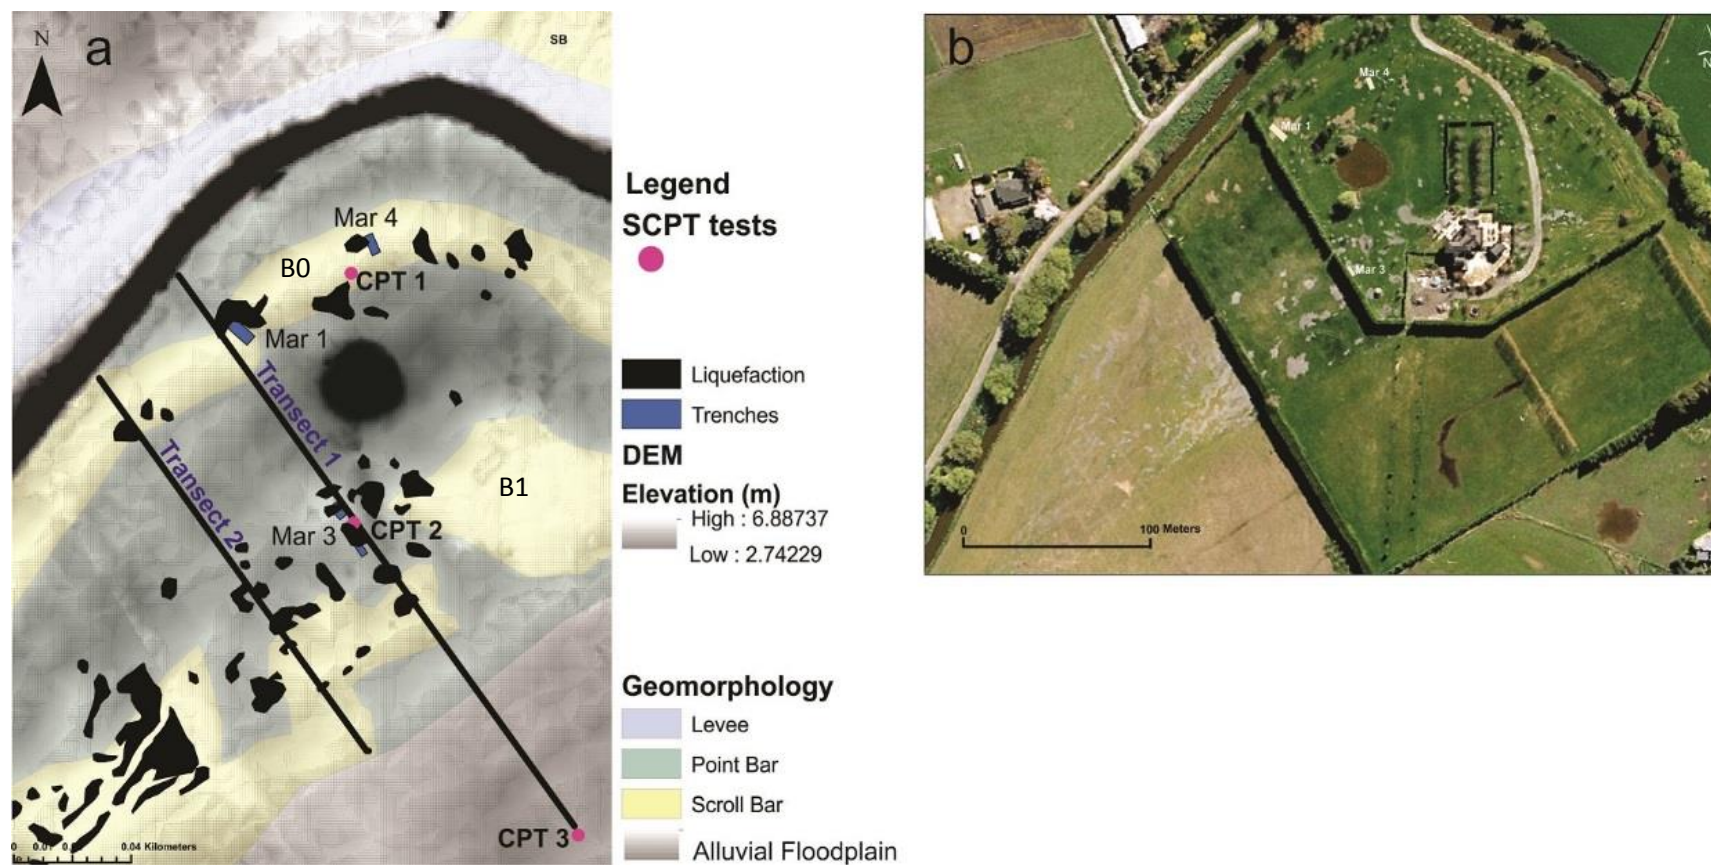 N
a
SB
Mar 4
B0
CPT 1
Mar 1
Transect 1
Transect 2
B1
CPT 2
Mar 3
CPT 3
0.04 Kilometers
Legend
SCPT tests
Liquefaction
Trenches
DEM
Elevation (m)
High : 6.88737
Low : 2.74229
Geomorphology
Levee
Point Bar
Scroll Bar
Alluvial Floodplain
b
N
Mar 4
Mar 1
Mar 3
0
100 Meters